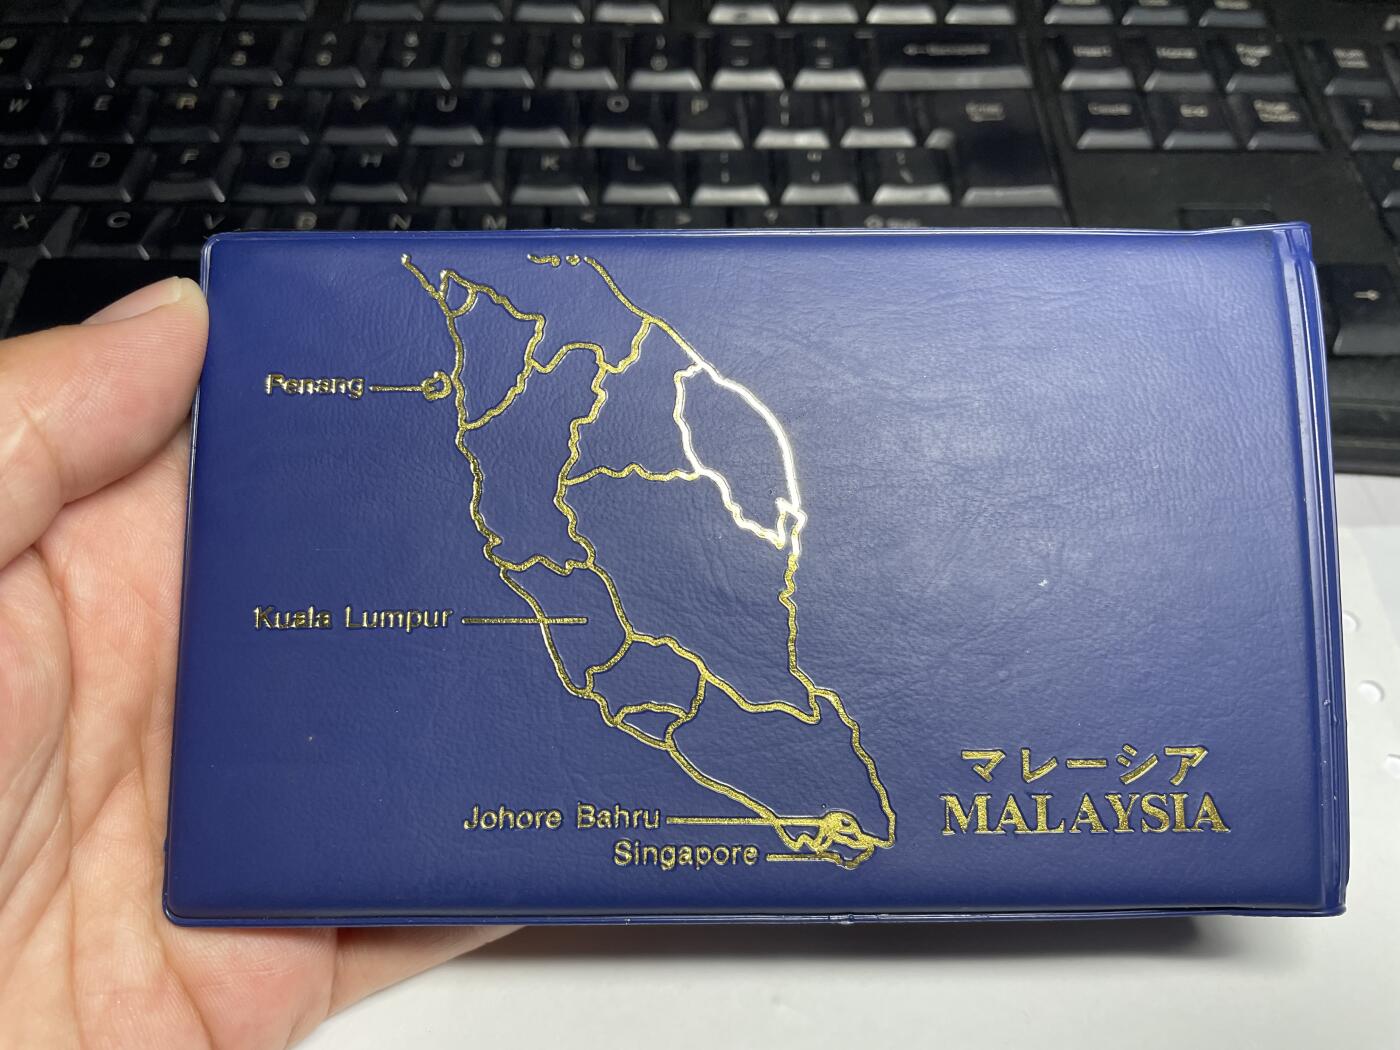 W E R T Y U I O P
S D F G H J K L
X C V B N M
Penang
Kuala Lumpur
Johore Bahru
Singapore
マレーシア
MALAYSIA